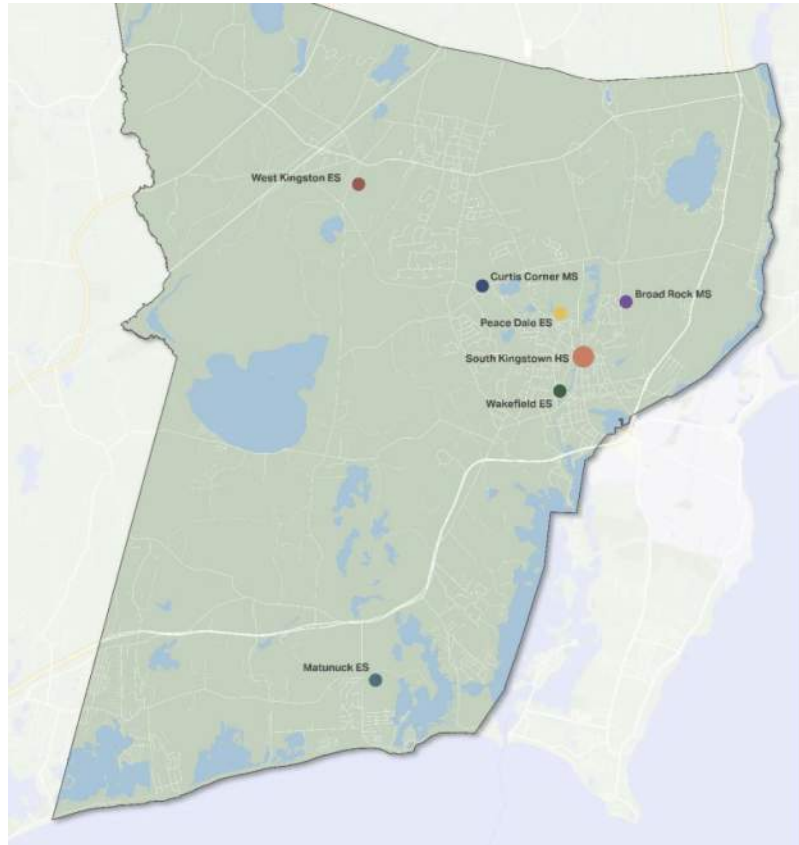 West Kingston ES
Curtis Corner MS
Broad Rock MS
Peace Dale ES
South Kingstown HS
Wakefield ES
Matunuck ES